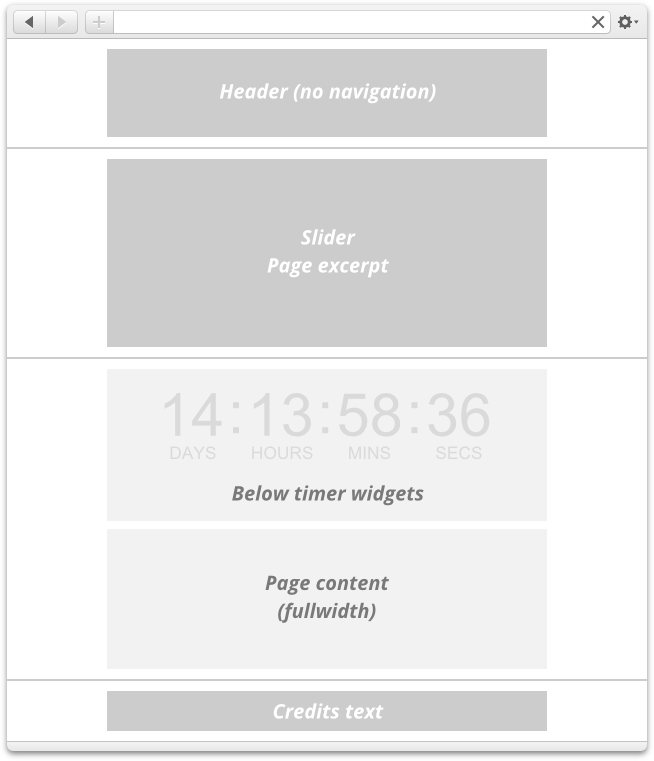 Header (no navigation)
Slider
Page excerpt
14:13:58:36
DAYS HOURS MINS SECS
Below timer widgets
Page content
(fullwidth)
Credits text